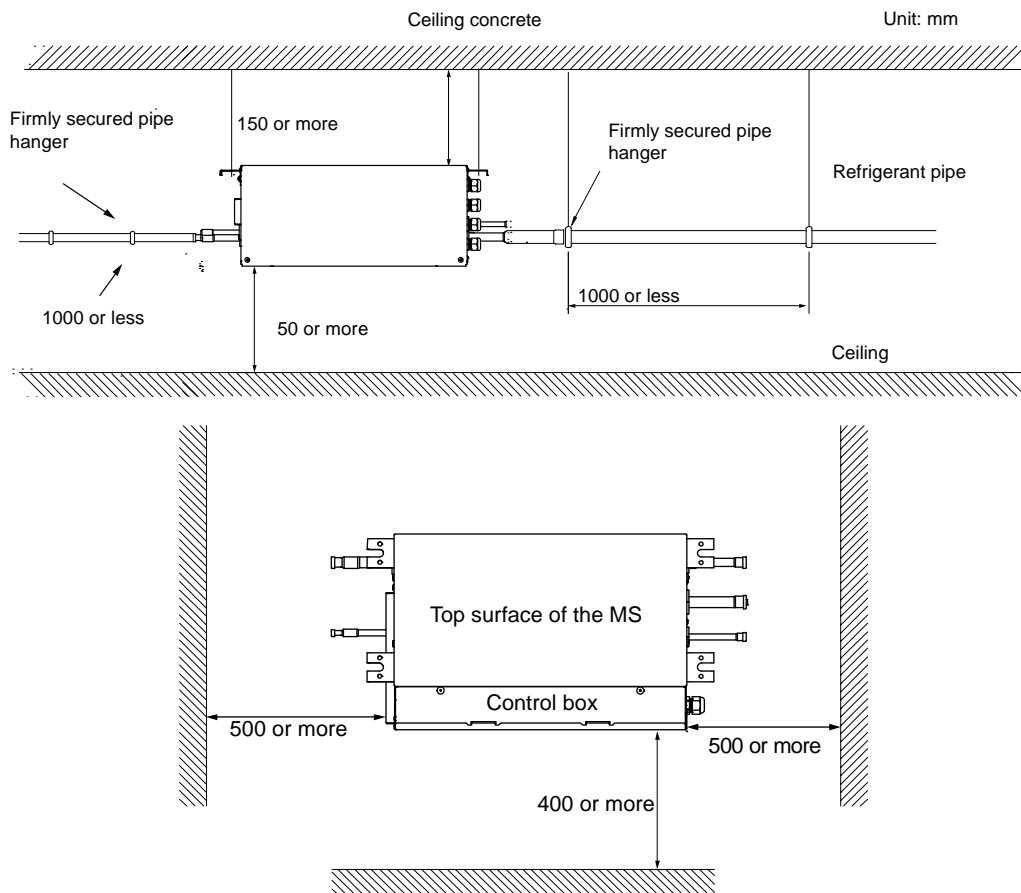 Ceiling concrete
Unit: mm
Firmly secured pipe
hanger
150 or more
Firmly secured pipe
hanger
Refrigerant pipe
1000 or less
1000 or less
50 or more
Ceiling
Top surface of the MS
Control box
500 or more
500 or more
400 or more